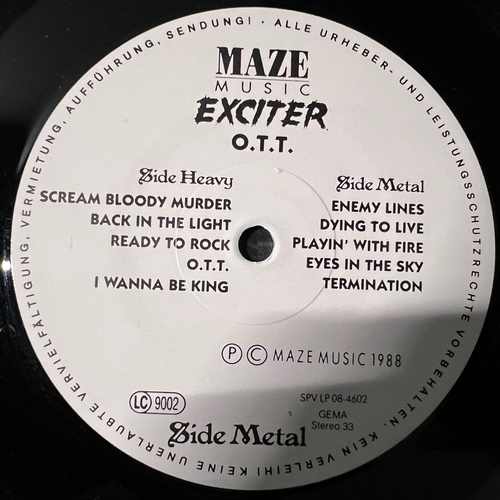 ALLE URHEBER- UND LEISTUNGSSCHUTZRECHTE VORBEHALTEN. KEIN VERLEIH! KEINE UNERLAUBTE VERVIELFÄLTIGUNG, VERMIETUNG, AUFFÜHRUNG, SENDUNG! ·
MAZE
MUSIC
EXCITER
O.T.T.
Side Heavy
SCREAM BLOODY MURDER
BACK IN THE LIGHT
READY TO ROCK
O.T.T.
I WANNA BE KING
Side Metal
ENEMY LINES
DYING TO LIVE
PLAYIN' WITH FIRE
EYES IN THE SKY
TERMINATION
Ⓟ © MAZE MUSIC 1988
LC 9002
SPV LP 08-4602
GEMA
Stereo 33
Side Metal